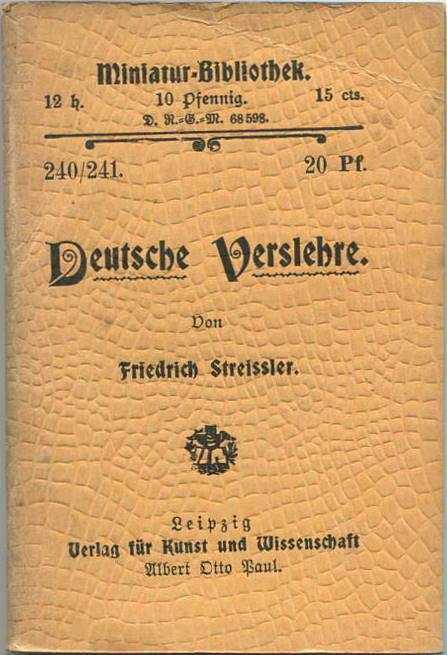 Miniatur-Bibliothek.
12 h. 10 Pfennig. 15 cts.
D. R.=G.=M. 68598.
240/241. 20 Pf.
Deutsche Verslehre.
Von
Friedrich Streissler.
Leipzig
Verlag für Kunst und Wissenschaft
Albert Otto Paul.